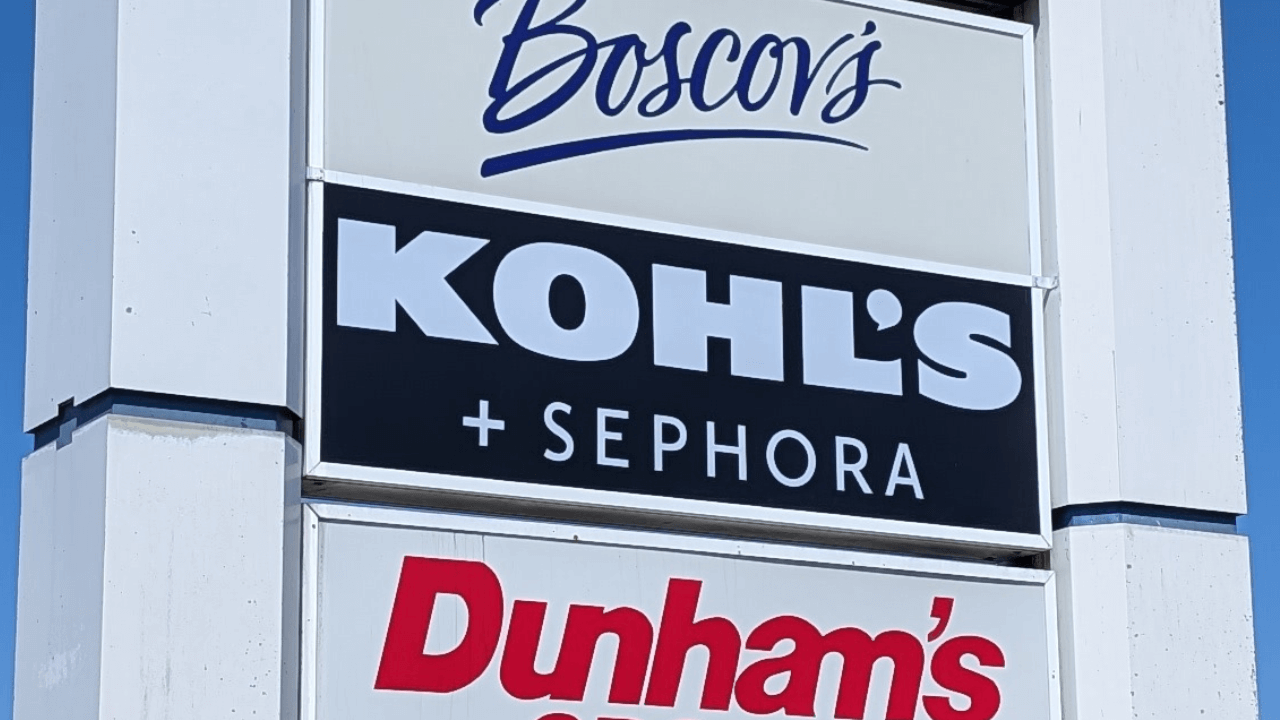 Boscov's
KOHL'S
+ SEPHORA
Dunham's